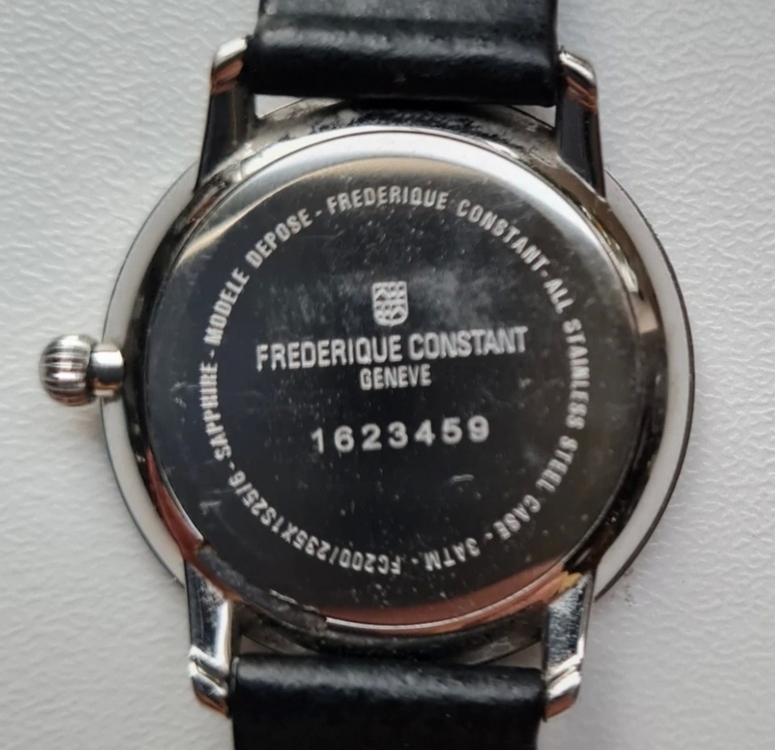 FREDERIQUE CONSTANT
GENEVE
1623459
FREDERIQUE CONSTANT - ALL STAINLESS STEEL CASE - 3ATM - FC200/235X1S25/6 - SAPPHIRE - MODELE DEPOSE -